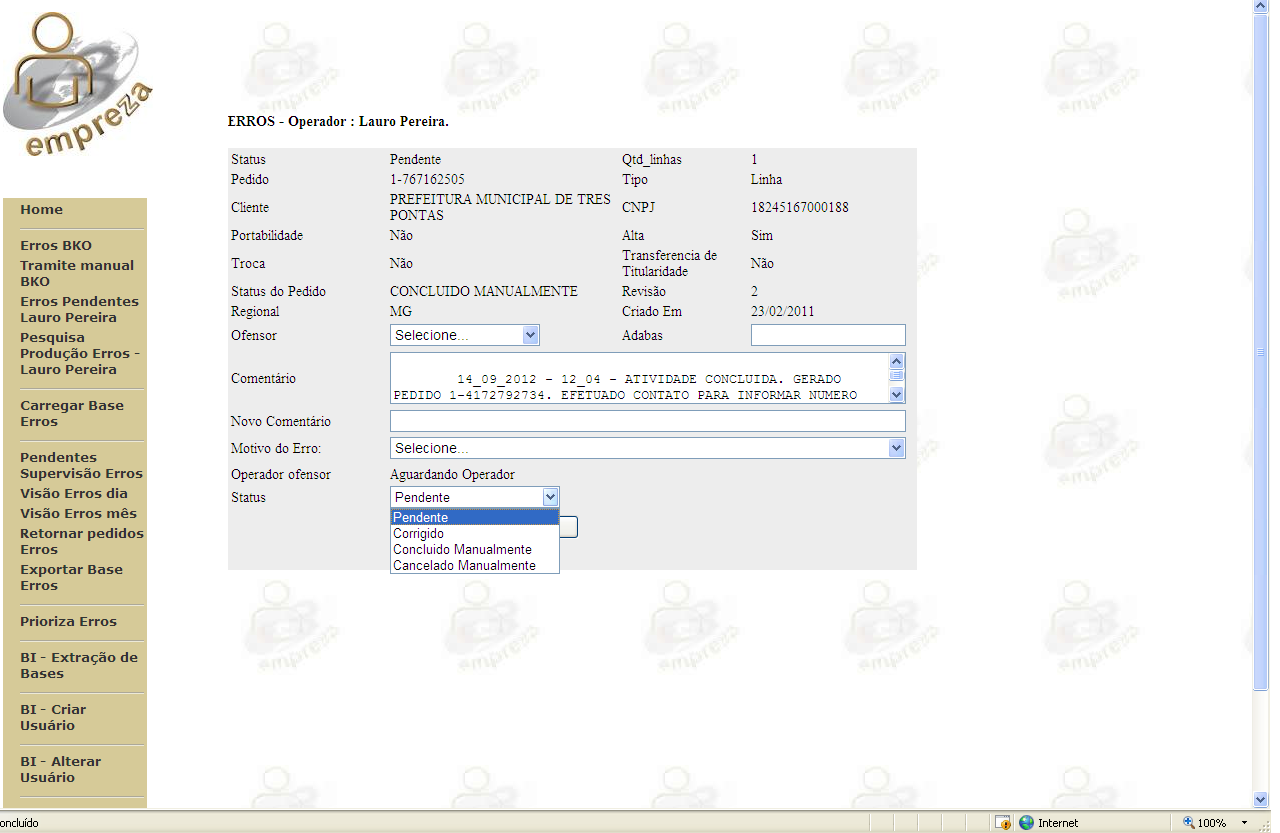 empreza
Home
Erros BKO
Tramite manual
BKO
Erros Pendentes
Lauro Pereira
Pesquisa
Produção Erros -
Lauro Pereira
Carregar Base
Erros
Pendentes
Supervisão Erros
Visão Erros dia
Visão Erros mês
Retornar pedidos
Erros
Exportar Base
Erros
Prioriza Erros
BI - Extração de
Bases
BI - Criar
Usuário
BI - Alterar
Usuário
ERROS - Operador : Lauro Pereira.
Status Pendente Qtd_linhas 1
Pedido 1-767162505 Tipo Linha
Cliente PREFEITURA MUNICIPAL DE TRES
PONTAS CNPJ 18245167000188
Portabilidade Não Alta Sim
Troca Não Transferencia de
Titularidade Não
Status do Pedido CONCLUIDO MANUALMENTE Revisão 2
Regional MG Criado Em 23/02/2011
Ofensor Selecione... Adabas
Comentário 14_09_2012 - 12_04 - ATIVIDADE CONCLUIDA. GERADO
PEDIDO 1-4172792734. EFETUADO CONTATO PARA INFORMAR NUMERO
Novo Comentário
Motivo do Erro: Selecione...
Operador ofensor Aguardando Operador
Status Pendente
Pendente
Corrigido
Concluido Manualmente
Cancelado Manualmente
oncluído Internet 100%